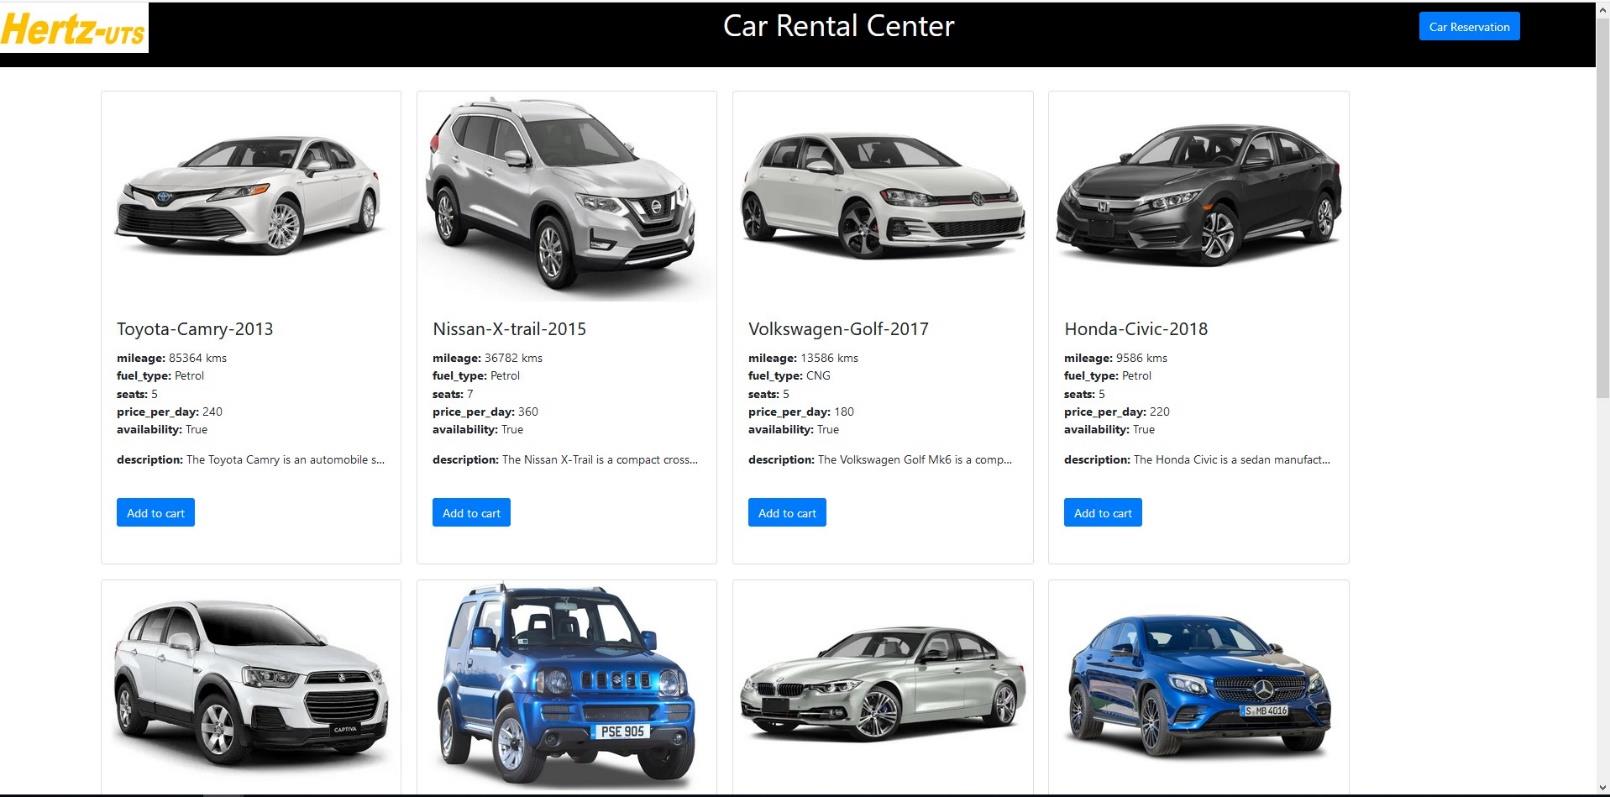 Hertz-UTS
Car Rental Center
Car Reservation
Toyota-Camry-2013
mileage: 85364 kms
fuel_type: Petrol
seats: 5
price_per_day: 240
availability: True
description: The Toyota Camry is an automobile s...
Add to cart
Nissan-X-trail-2015
mileage: 36782 kms
fuel_type: Petrol
seats: 7
price_per_day: 360
availability: True
description: The Nissan X-Trail is a compact cross...
Add to cart
Volkswagen-Golf-2017
mileage: 13586 kms
fuel_type: CNG
seats: 5
price_per_day: 180
availability: True
description: The Volkswagen Golf Mk6 is a comp...
Add to cart
Honda-Civic-2018
mileage: 9586 kms
fuel_type: Petrol
seats: 5
price_per_day: 220
availability: True
description: The Honda Civic is a sedan manufact...
Add to cart
CAPTIVA
PSE 905
S MB 4016